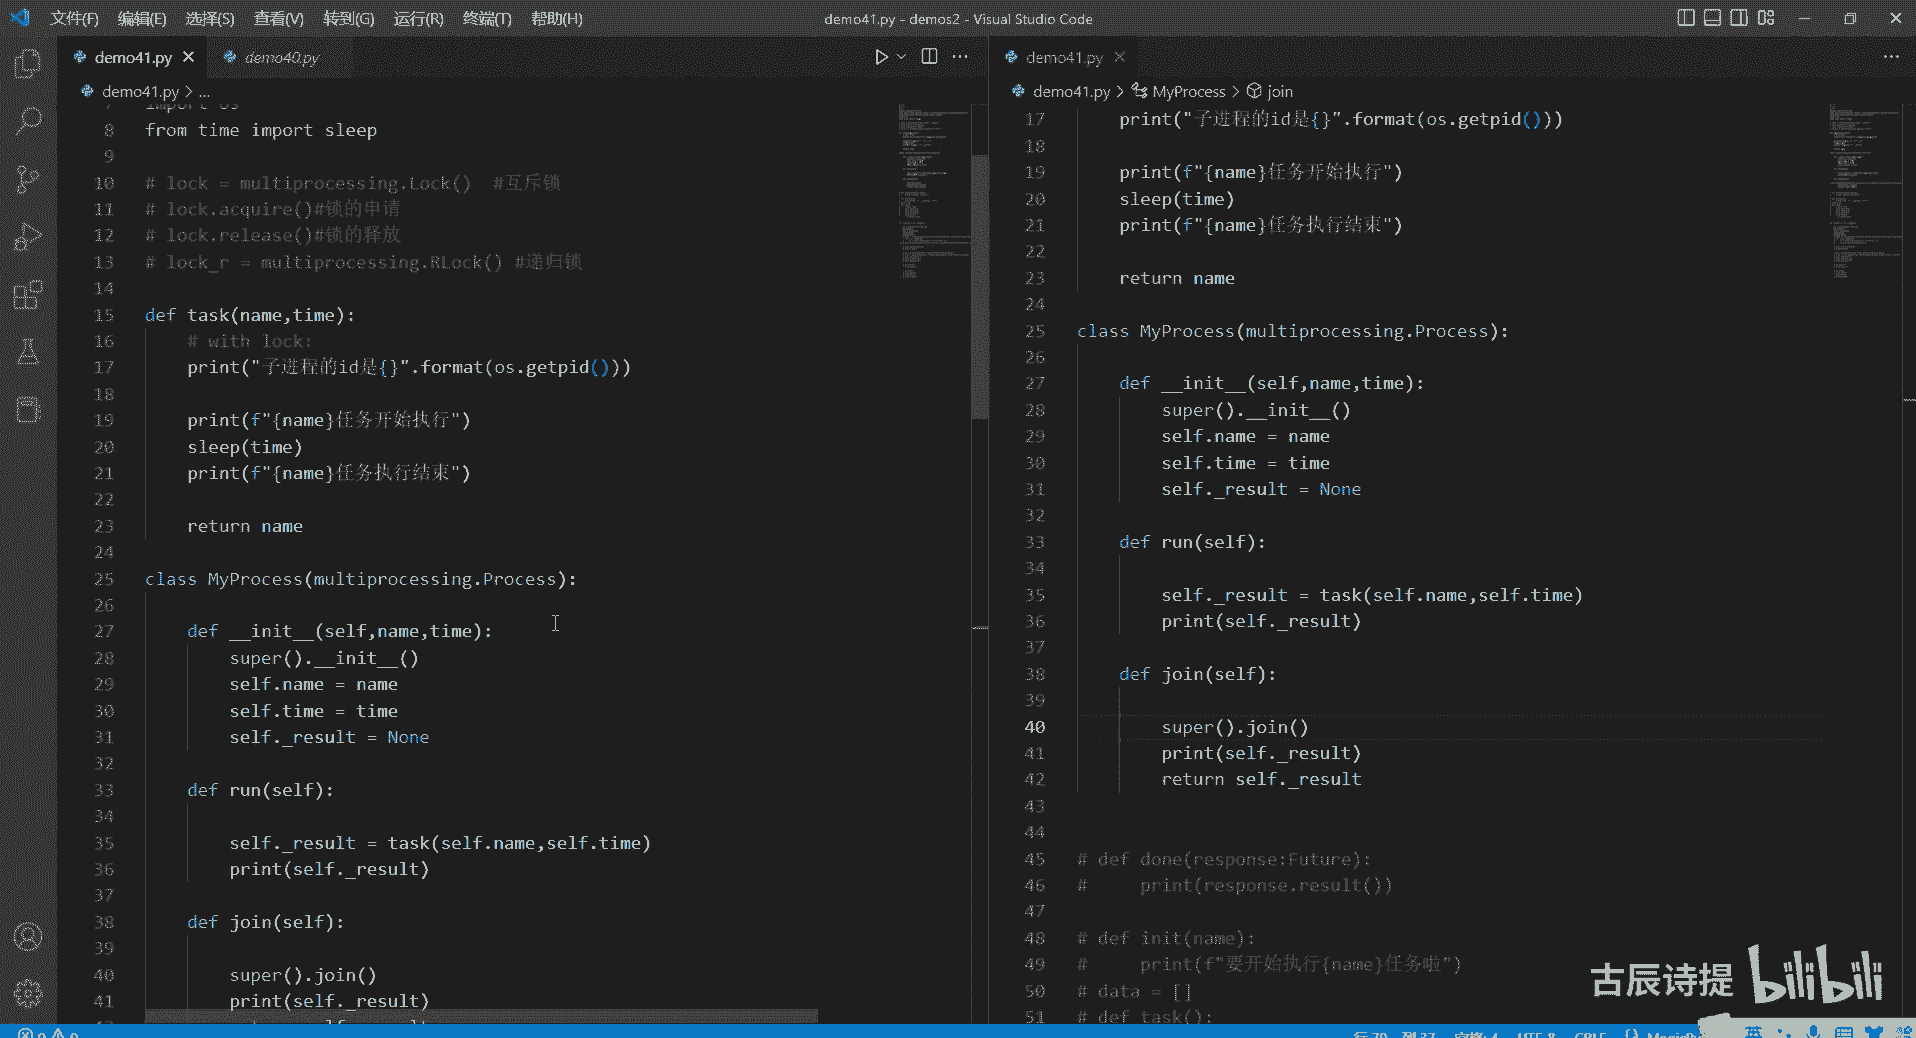 文件(F) 编辑(E) 选择(S) 查看(V) 转到(G) 运行(R) 终端(T) 帮助(H)
demo41.py - demos2 - Visual Studio Code
demo41.py
demo40.py
demo41.py > ...
7 import os
8 from time import sleep
9
10 # lock = multiprocessing.Lock()  #互斥锁
11 # lock.acquire()#锁的申请
12 # lock.release()#锁的释放
13 # lock_r = multiprocessing.RLock() #递归锁
14
15 def task(name,time):
16     # with lock:
17     print("子进程的id是{}".format(os.getpid()))
18
19     print(f"{name}任务开始执行")
20     sleep(time)
21     print(f"{name}任务执行结束")
22
23     return name
24
25 class MyProcess(multiprocessing.Process):
26
27     def __init__(self,name,time):
28         super().__init__()
29         self.name = name
30         self.time = time
31         self._result = None
32
33     def run(self):
34
35         self._result = task(self.name,self.time)
36         print(self._result)
37
38     def join(self):
39
40         super().join()
41         print(self._result)
demo41.py
demo41.py > MyProcess > join
17     print("子进程的id是{}".format(os.getpid()))
18
19     print(f"{name}任务开始执行")
20     sleep(time)
21     print(f"{name}任务执行结束")
22
23     return name
24
25 class MyProcess(multiprocessing.Process):
26
27     def __init__(self,name,time):
28         super().__init__()
29         self.name = name
30         self.time = time
31         self._result = None
32
33     def run(self):
34
35         self._result = task(self.name,self.time)
36         print(self._result)
37
38     def join(self):
39
40         super().join()
41         print(self._result)
42         return self._result
43
44
45 # def done(response:Future):
46 #     print(response.result())
47
48 # def init(name):
49 #     print(f"要开始执行{name}任务啦")
50 # data = []
51 # def task():
古辰诗提 bilibili
行 70, 列 37 空格: 4 UTF-8 CRLF
英